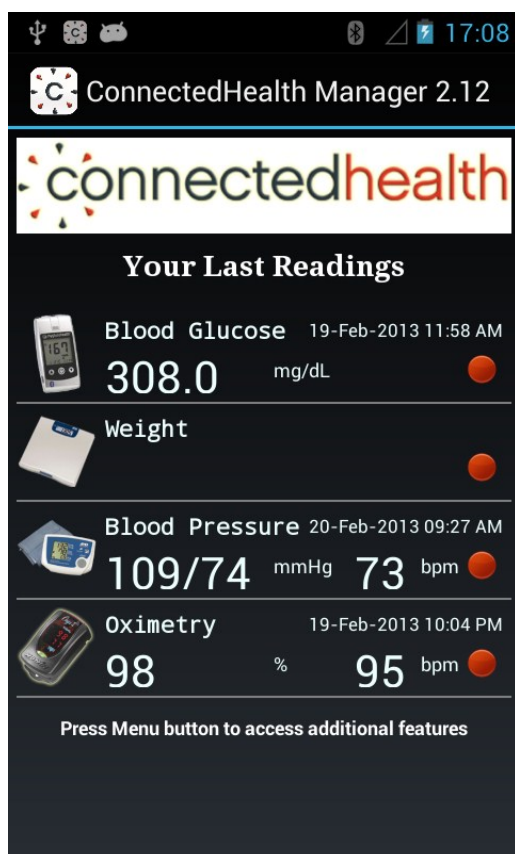 17:08
C ConnectedHealth Manager 2.12
connectedhealth
Your Last Readings
Blood Glucose 19-Feb-2013 11:58 AM
167
308.0 mg/dL
Weight
Blood Pressure 20-Feb-2013 09:27 AM
109/74 mmHg 73 bpm
Oximetry 19-Feb-2013 10:04 PM
98 % 95 bpm
Press Menu button to access additional features